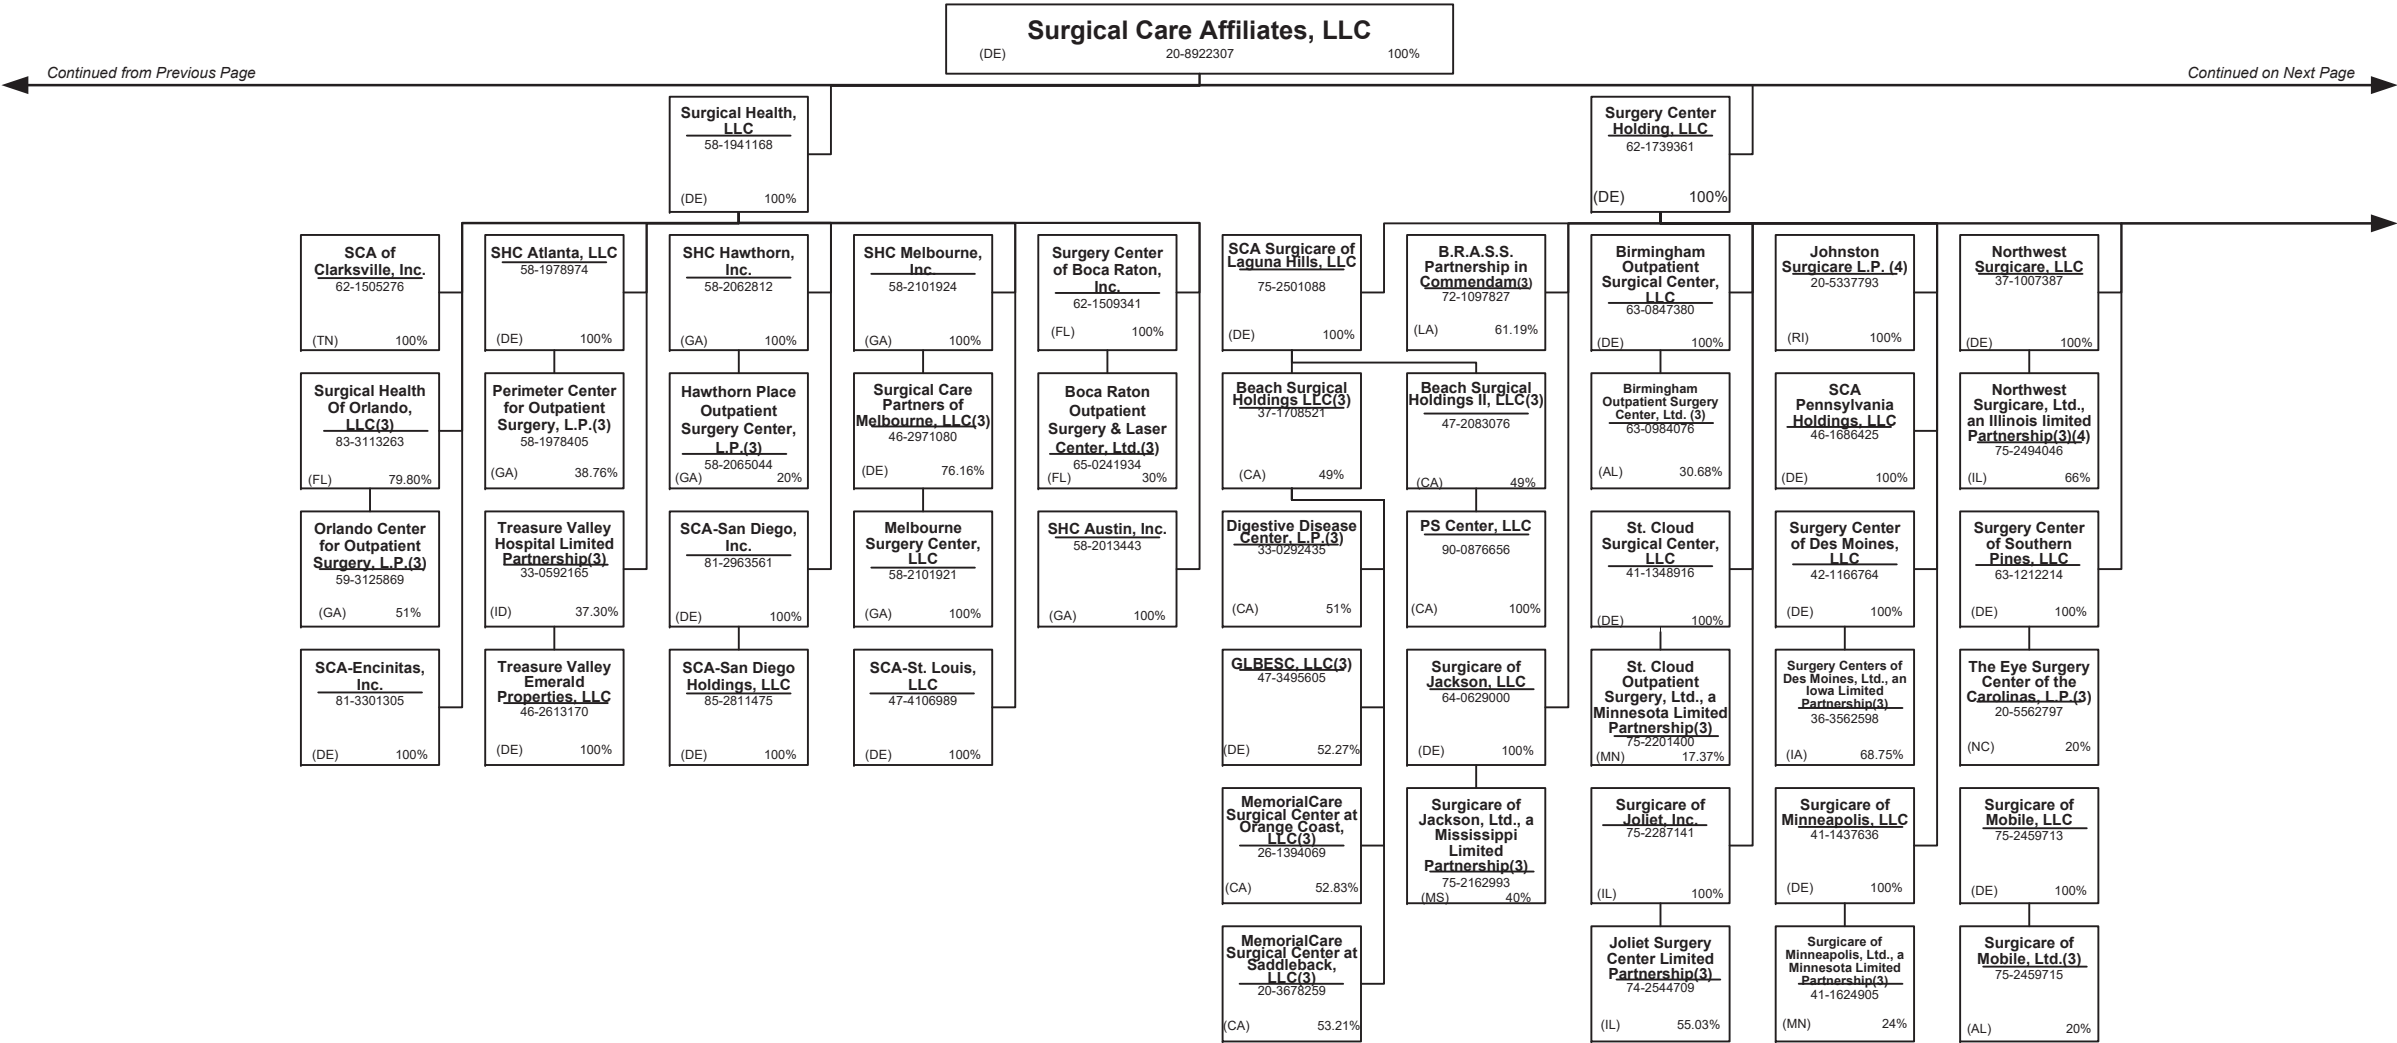 Surgical Care Affiliates, LLC
(DE) 20-8922307 100%
Continued from Previous Page
Continued on Next Page
Surgical Health,
LLC
58-1941168
(DE) 100%
Surgery Center
Holding, LLC
62-1739361
(DE) 100%
SCA of
Clarksville, Inc.
62-1505276
(TN) 100%
SHC Atlanta, LLC
58-1978974
(DE) 100%
SHC Hawthorn,
Inc.
58-2062812
(GA) 100%
SHC Melbourne,
Inc.
58-2101924
(GA) 100%
Surgery Center
of Boca Raton,
Inc.
62-1509341
(FL) 100%
SCA Surgicare of
Laguna Hills, LLC
75-2501088
(DE) 100%
B.R.A.S.S.
Partnership in
Commendam(3)
72-1097827
(LA) 61.19%
Birmingham
Outpatient
Surgical Center,
LLC
63-0847380
(DE) 100%
Johnston
Surgicare L.P. (4)
20-5337793
(RI) 100%
Northwest
Surgicare, LLC
37-1007387
(DE) 100%
Surgical Health
Of Orlando,
LLC(3)
83-3113263
(FL) 79.80%
Perimeter Center
for Outpatient
Surgery, L.P.(3)
58-1978405
(GA) 38.76%
Hawthorn Place
Outpatient
Surgery Center,
L.P.(3)
58-2065044
(GA) 20%
Surgical Care
Partners of
Melbourne, LLC(3)
46-2971080
(DE) 76.16%
Boca Raton
Outpatient
Surgery & Laser
Center, Ltd.(3)
65-0241934
(FL) 30%
Beach Surgical
Holdings LLC(3)
37-1708521
(CA) 49%
Beach Surgical
Holdings II, LLC(3)
47-2083076
(CA) 49%
Birmingham
Outpatient Surgery
Center, Ltd. (3)
63-0984076
(AL) 30.68%
SCA
Pennsylvania
Holdings, LLC
46-1686425
(DE) 100%
Northwest
Surgicare, Ltd.,
an Illinois limited
Partnership(3)(4)
75-2494046
(IL) 66%
Orlando Center
for Outpatient
Surgery, L.P.(3)
59-3125869
(GA) 51%
Treasure Valley
Hospital Limited
Partnership(3)
33-0592165
(ID) 37.30%
SCA-San Diego,
Inc.
81-2963561
(DE) 100%
Melbourne
Surgery Center,
LLC
58-2101921
(GA) 100%
SHC Austin, Inc.
58-2013443
(GA) 100%
Digestive Disease
Center, L.P.(3)
33-0292435
(CA) 51%
PS Center, LLC
90-0876656
(CA) 100%
St. Cloud
Surgical Center,
LLC
41-1348916
(DE) 100%
Surgery Center
of Des Moines,
LLC
42-1166764
(DE) 100%
Surgery Center
of Southern
Pines, LLC
63-1212214
(DE) 100%
SCA-Encinitas,
Inc.
81-3301305
(DE) 100%
Treasure Valley
Emerald
Properties, LLC
46-2613170
(DE) 100%
SCA-San Diego
Holdings, LLC
85-2811475
(DE) 100%
SCA-St. Louis,
LLC
47-4106989
(DE) 100%
GLBESC, LLC(3)
47-3495605
(DE) 52.27%
Surgicare of
Jackson, LLC
64-0629000
(DE) 100%
St. Cloud
Outpatient
Surgery, Ltd., a
Minnesota Limited
Partnership(3)
75-2201400
(MN) 17.37%
Surgery Centers of
Des Moines, Ltd., an
Iowa Limited
Partnership(3)
36-3562598
(IA) 68.75%
The Eye Surgery
Center of the
Carolinas, L.P.(3)
20-5562797
(NC) 20%
MemorialCare
Surgical Center at
Orange Coast,
LLC(3)
26-1394069
(CA) 52.83%
Surgicare of
Jackson, Ltd., a
Mississippi
Limited
Partnership(3)
75-2162993
(MS) 40%
Surgicare of
Joliet, Inc.
75-2287141
(IL) 100%
Surgicare of
Minneapolis, LLC
41-1437636
(DE) 100%
Surgicare of
Mobile, LLC
75-2459713
(DE) 100%
MemorialCare
Surgical Center at
Saddleback,
LLC(3)
20-3678259
(CA) 53.21%
Joliet Surgery
Center Limited
Partnership(3)
74-2544709
(IL) 55.03%
Surgicare of
Minneapolis, Ltd., a
Minnesota Limited
Partnership(3)
41-1624905
(MN) 24%
Surgicare of
Mobile, Ltd.(3)
75-2459715
(AL) 20%